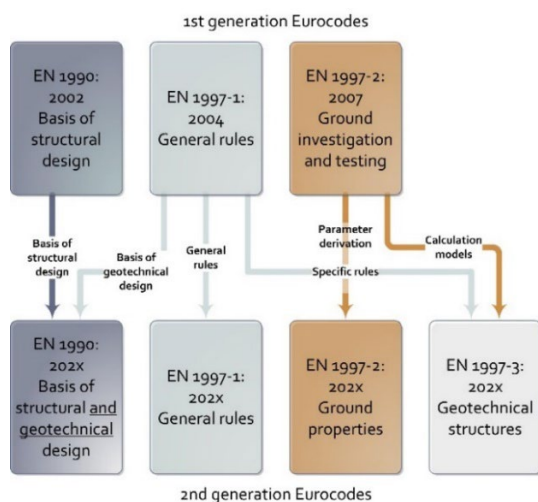 1st generation Eurocodes
EN 1990:
2002
Basis of
structural
design
EN 1997-1:
2004
General rules
EN 1997-2:
2007
Ground
investigation
and testing
Basis of
structural
design
Basis of
geotechnical
design
General
rules
Parameter
derivation
Specific rules
Calculation
models
EN 1990:
202x
Basis of
structural and
geotechnical
design
EN 1997-1:
202x
General rules
EN 1997-2:
202x
Ground
properties
EN 1997-3:
202x
Geotechnical
structures
2nd generation Eurocodes